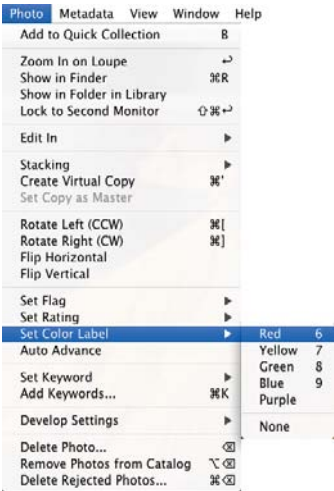 Photo Metadata View Window Help
Add to Quick Collection B
Zoom In on Loupe ↩
Show in Finder ⌘R
Show in Folder in Library
Lock to Second Monitor ⇧⌘↩
Edit In ▶
Stacking ▶
Create Virtual Copy ⌘'
Set Copy as Master
Rotate Left (CCW) ⌘[
Rotate Right (CW) ⌘]
Flip Horizontal
Flip Vertical
Set Flag ▶
Set Rating ▶
Set Color Label ▶ Red 6
Auto Advance Yellow 7
Green 8
Set Keyword ▶ Blue 9
Add Keywords... ⌘K Purple
Develop Settings ▶ None
Delete Photo... ⌫
Remove Photos from Catalog ⌥⌫
Delete Rejected Photos... ⌘⌫